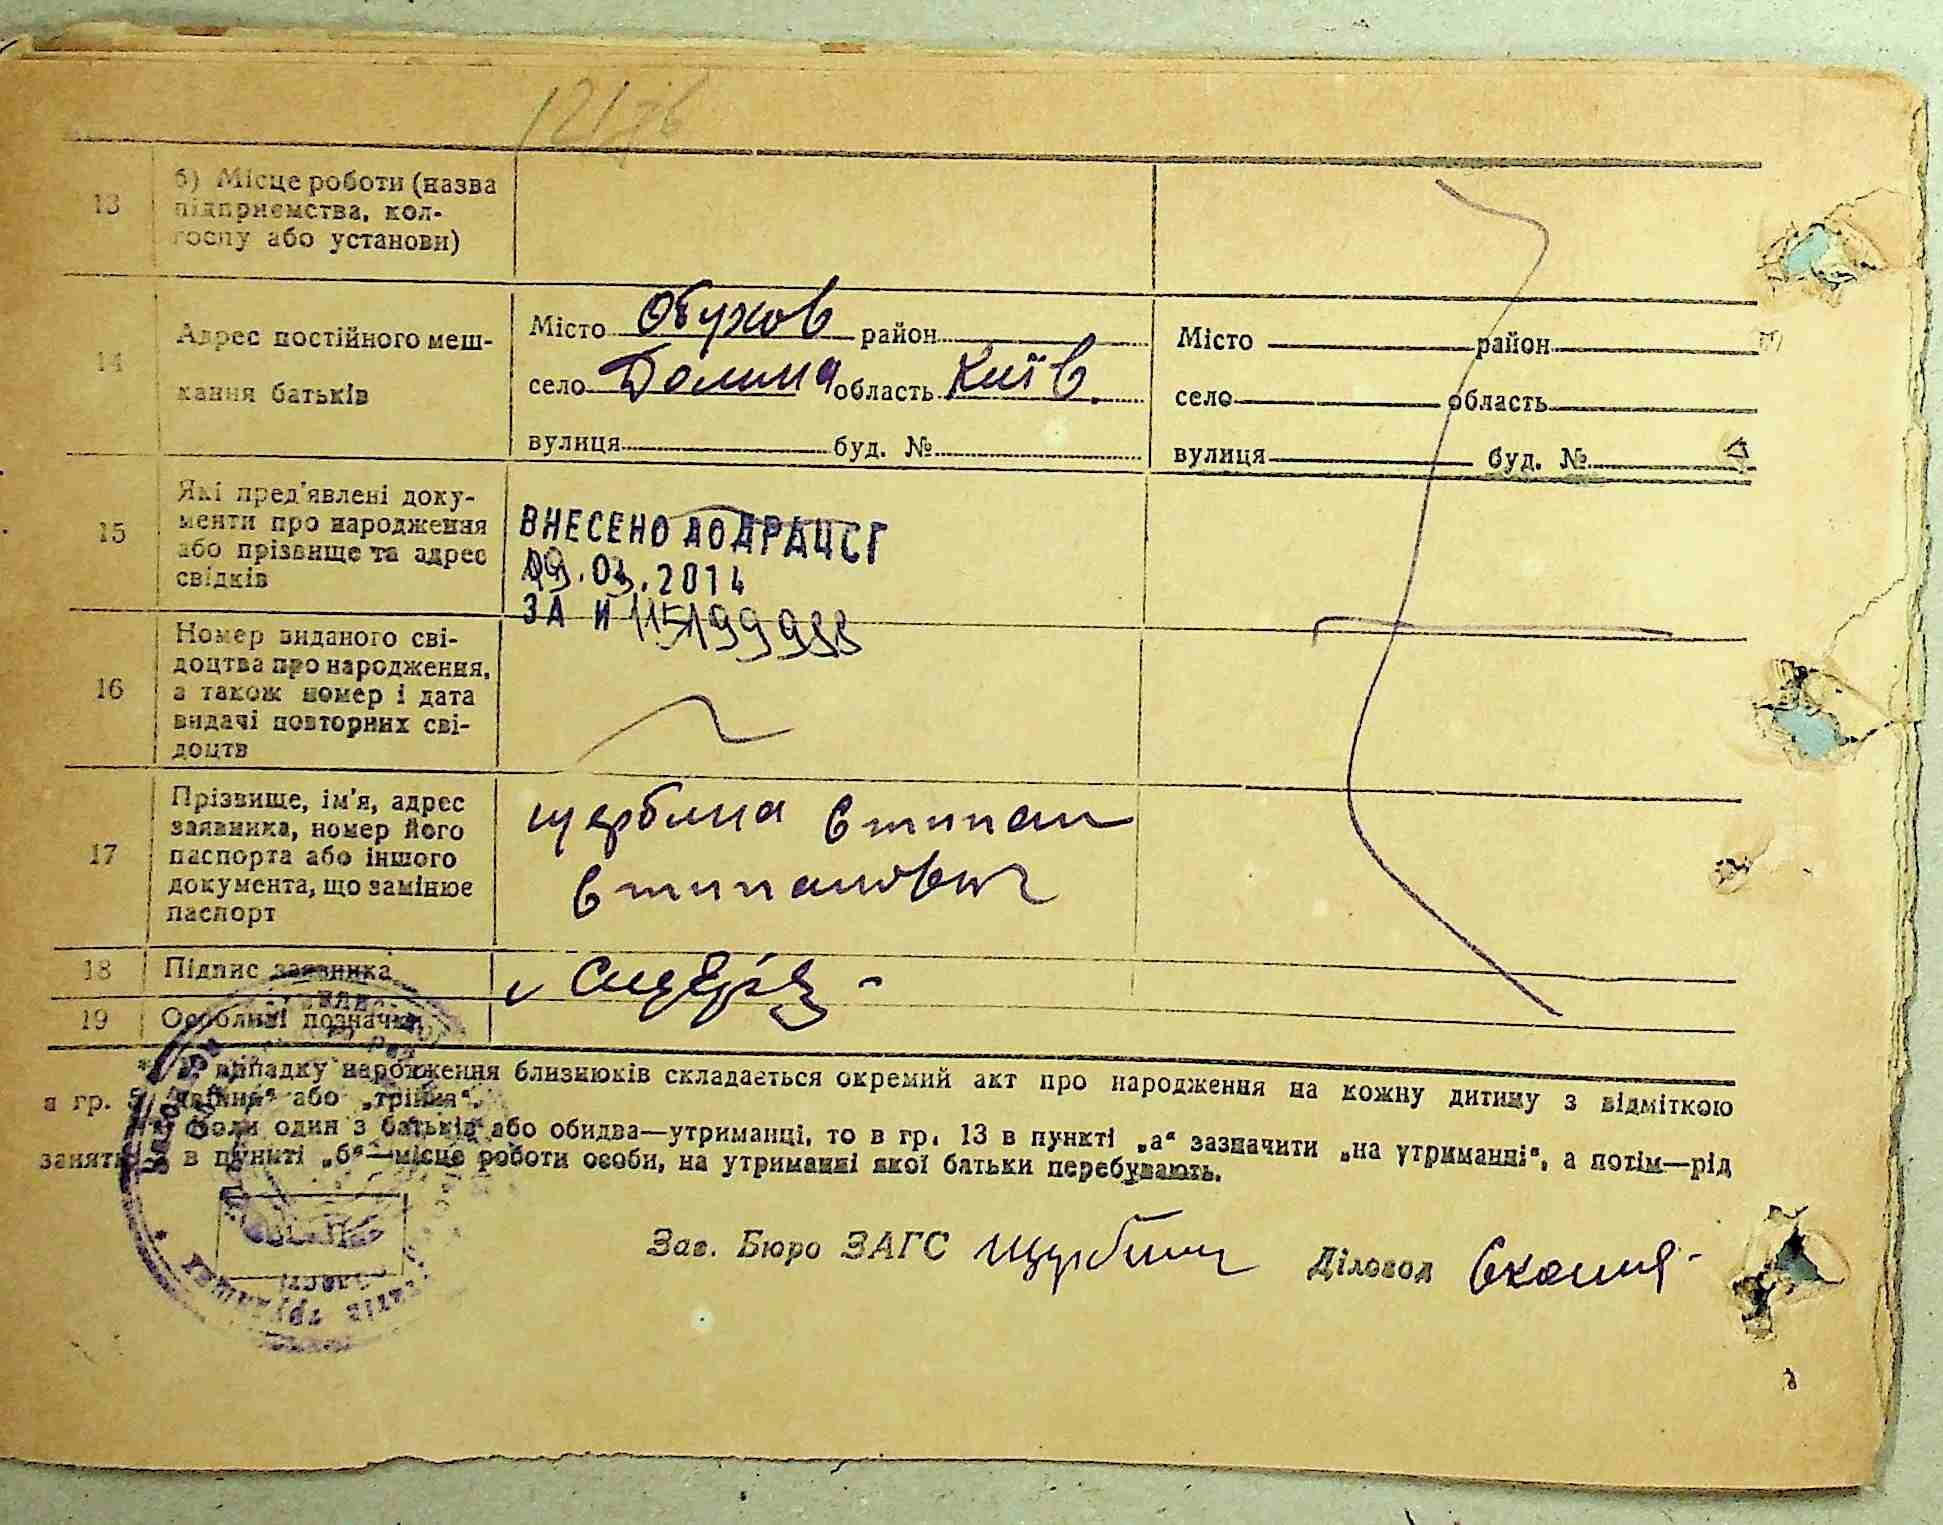 13
б) Місце роботи (назва
підприємства, кол-
госпу або установи)
14
Адрес постійного меш-
кання батьків
Місто Обухов район
село Долина область Київ.
вулиця буд. №
Місто район
село область
вулиця буд. №
15
Які пред'явлені доку-
менти про народження
або прізвище та адрес
свідків
ВНЕСЕНО ДО ДРАЦСГ
.03.2014
ЗА И 115199988
16
Номер виданого сві-
доцтва про народження,
а також номер і дата
видачі повторних сві-
доцтв
17
Прізвище, ім'я, адрес
заявника, номер його
паспорта або іншого
документа, що замінює
паспорт
Щербина Степан
Степанович
18
Підпис заявника
19
Особливі позначки
випадку народження близнюків складається окремий акт про народження на кожну дитину з відміткою
в гр. 5 „двійня“ або „трійня“.
Коли один з батьків або обидва—утриманці, то в гр. 13 в пункті „а“ зазначити „на утриманні“, а потім—рід
занять, в пункті „б“—місце роботи особи, на утриманні якої батьки перебувають.
Зав. Бюро ЗАГС Діловод